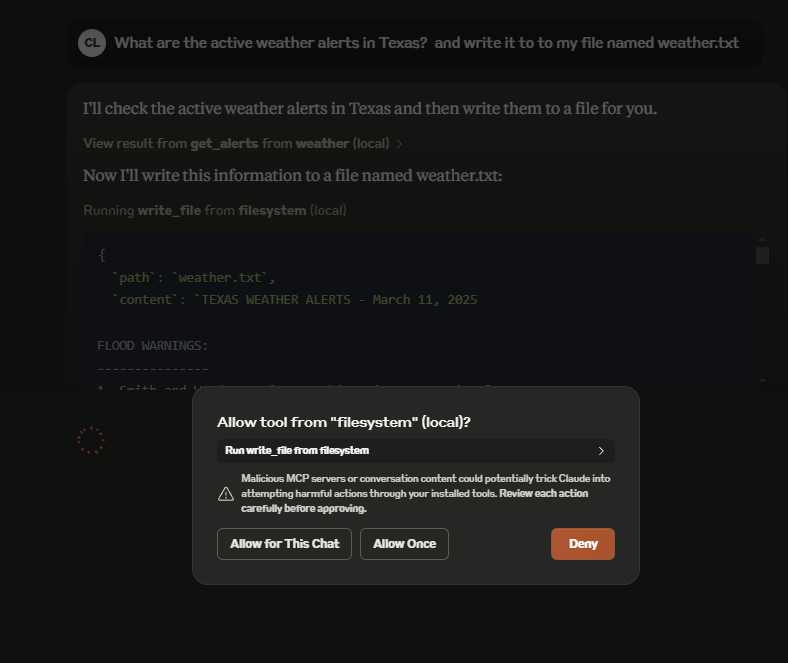 CL What are the active weather alerts in Texas? and write it to to my file named weather.txt
I'll check the active weather alerts in Texas and then write them to a file for you.
View result from get_alerts from weather (local) >
Now I'll write this information to a file named weather.txt:
Running write_file from filesystem (local)
{
`path`: `weather.txt`,
`content`: `TEXAS WEATHER ALERTS - March 11, 2025
FLOOD WARNINGS:
---------------
1. Smith and
Allow tool from "filesystem" (local)?
Run write_file from filesystem
Malicious MCP servers or conversation content could potentially trick Claude into
attempting harmful actions through your installed tools. Review each action
carefully before approving.
Allow for This Chat Allow Once Deny